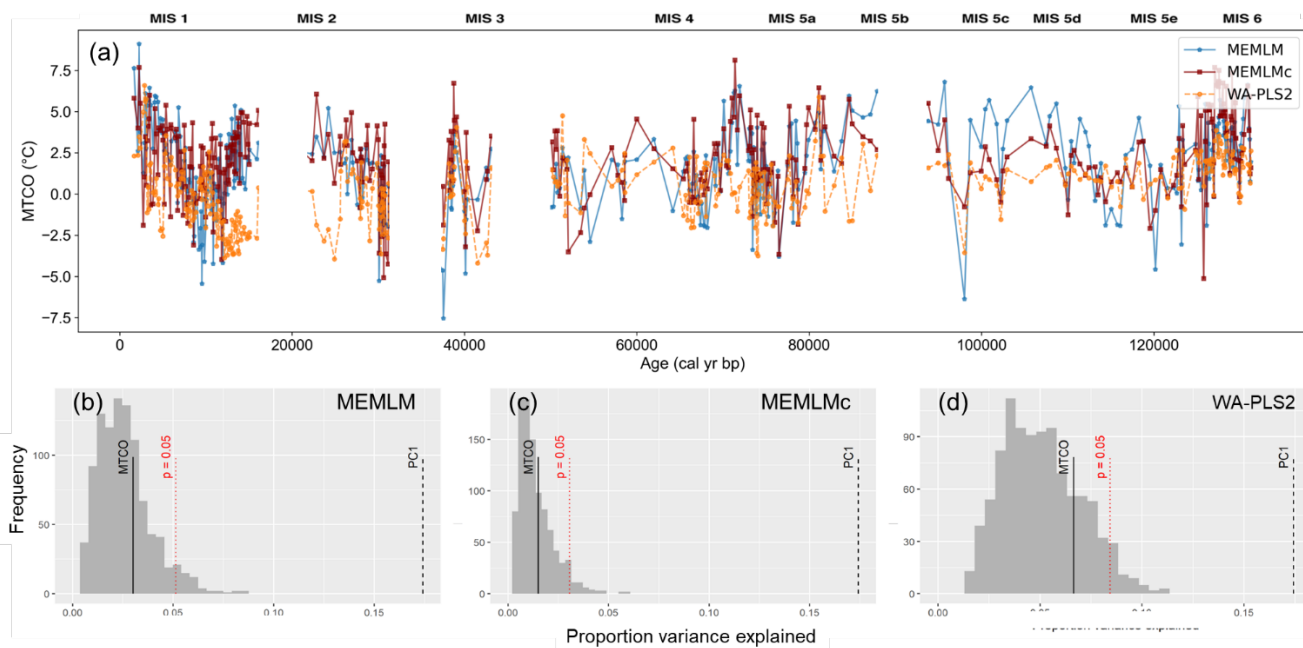 MIS 1 MIS 2 MIS 3 MIS 4 MIS 5a MIS 5b MIS 5c MIS 5d MIS 5e MIS 6
(a)
MEMLM
MEMLMc
WA-PLS2
MTCO (°C)
7.5
5.0
2.5
0.0
−2.5
−5.0
−7.5
0 20000 40000 60000 80000 100000 120000
Age (cal yr bp)
(b) MEMLM
MTCO
p = 0.05
PC1
Frequency
100
50
0
0.00 0.05 0.10 0.15
(c) MEMLMc
MTCO
p = 0.05
PC1
150
100
50
0
0.00 0.05 0.10 0.15
(d) WA-PLS2
MTCO
p = 0.05
PC1
90
60
30
0
0.00 0.05 0.10 0.15
Proportion variance explained
Proportion variance explained